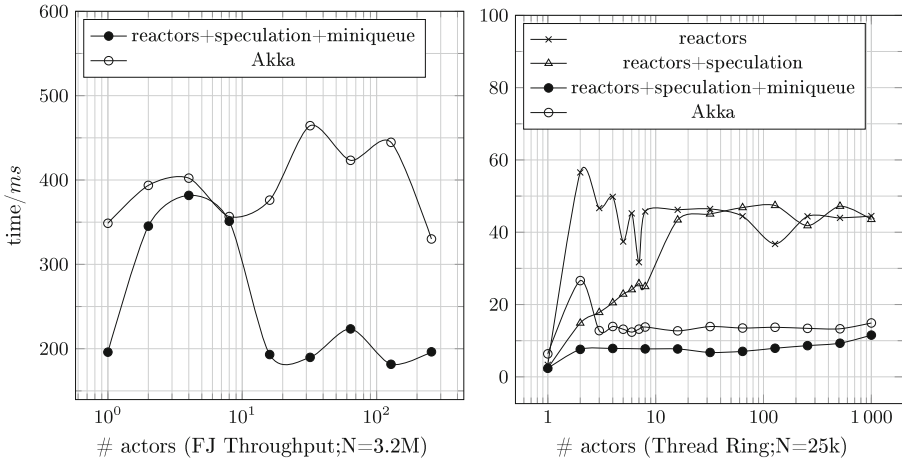 600
500
400
300
200
time/ms
10^0
10^1
10^2
# actors (FJ Throughput;N=3.2M)
reactors+speculation+miniqueue
Akka
100
80
60
40
20
0
1
10
100
1 000
# actors (Thread Ring;N=25k)
reactors
reactors+speculation
reactors+speculation+miniqueue
Akka